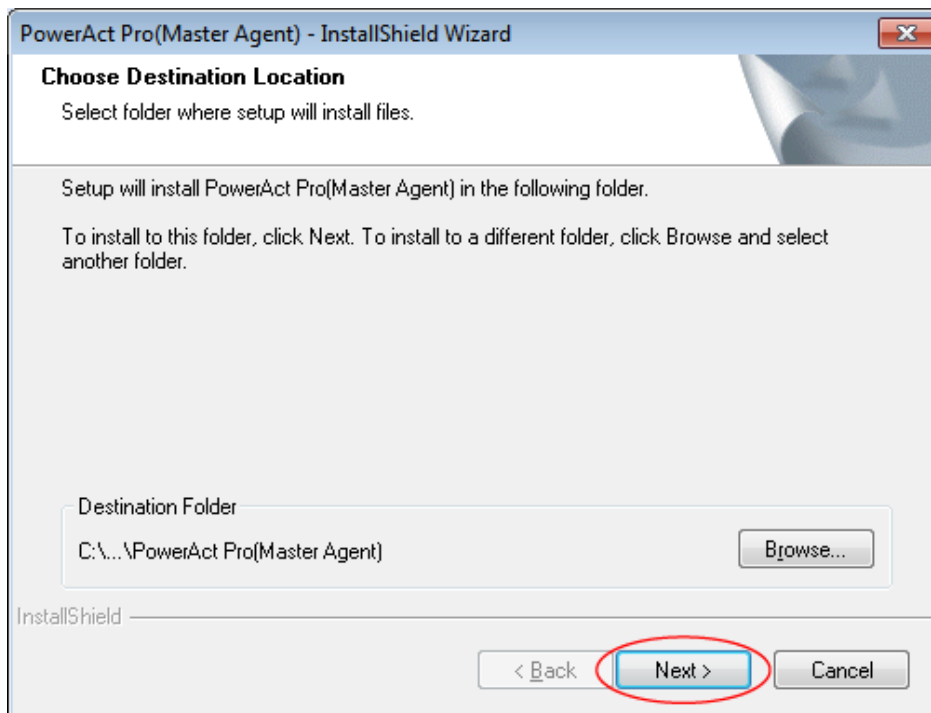 PowerAct Pro(Master Agent) - InstallShield Wizard
Choose Destination Location
Select folder where setup will install files.
Setup will install PowerAct Pro(Master Agent) in the following folder.
To install to this folder, click Next. To install to a different folder, click Browse and select
another folder.
Destination Folder
C:\...\PowerAct Pro(Master Agent)
Browse...
InstallShield
< Back
Next >
Cancel